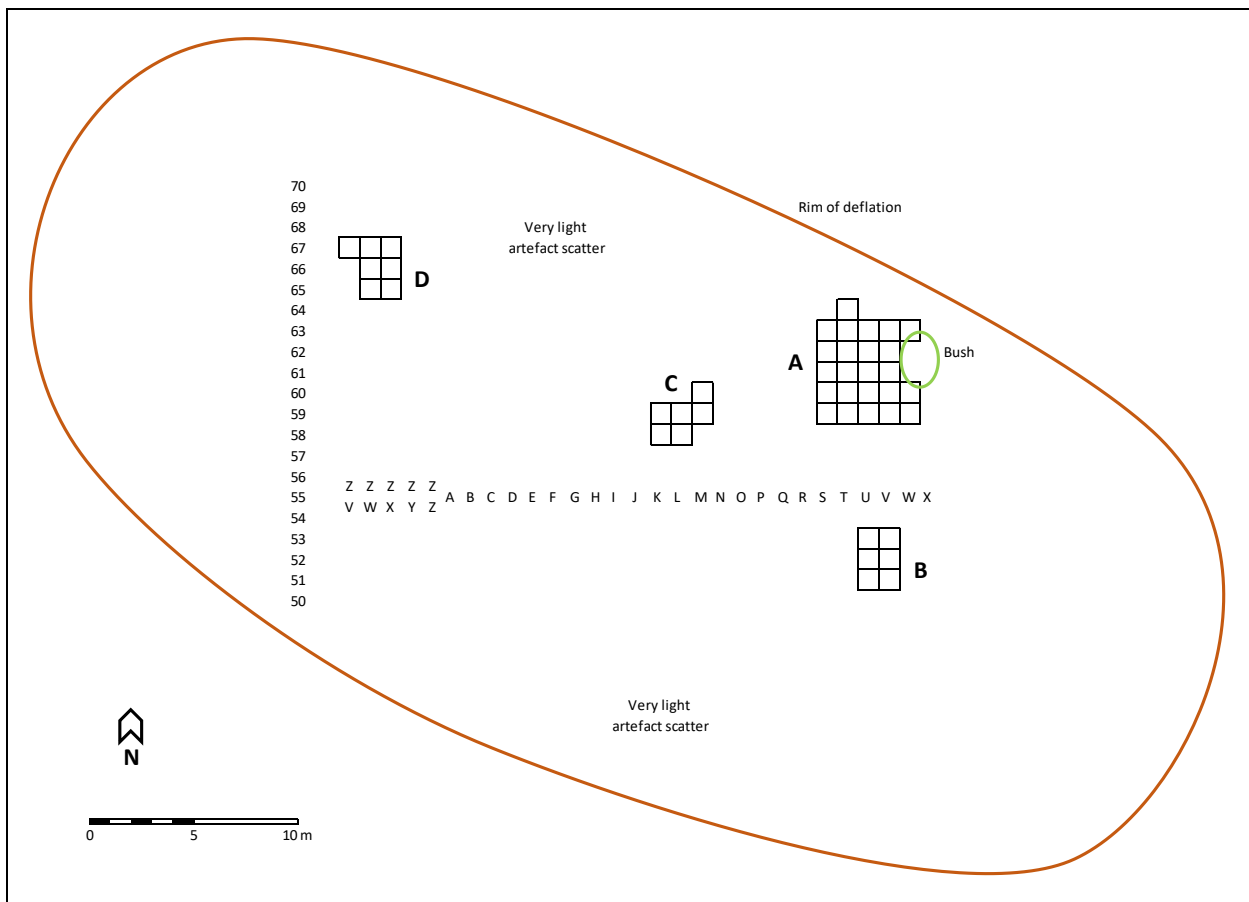 70
69
Rim of deflation
68
Very light
artefact scatter
67
66
D
65
64
63
62
Bush
A
61
C
60
59
58
57
56
Z Z Z Z Z
55
A B C D E F G H I J K L M N O P Q R S T U V W X
V W X Y Z
54
53
52
B
51
50
Very light
artefact scatter
N
0 5 10 m